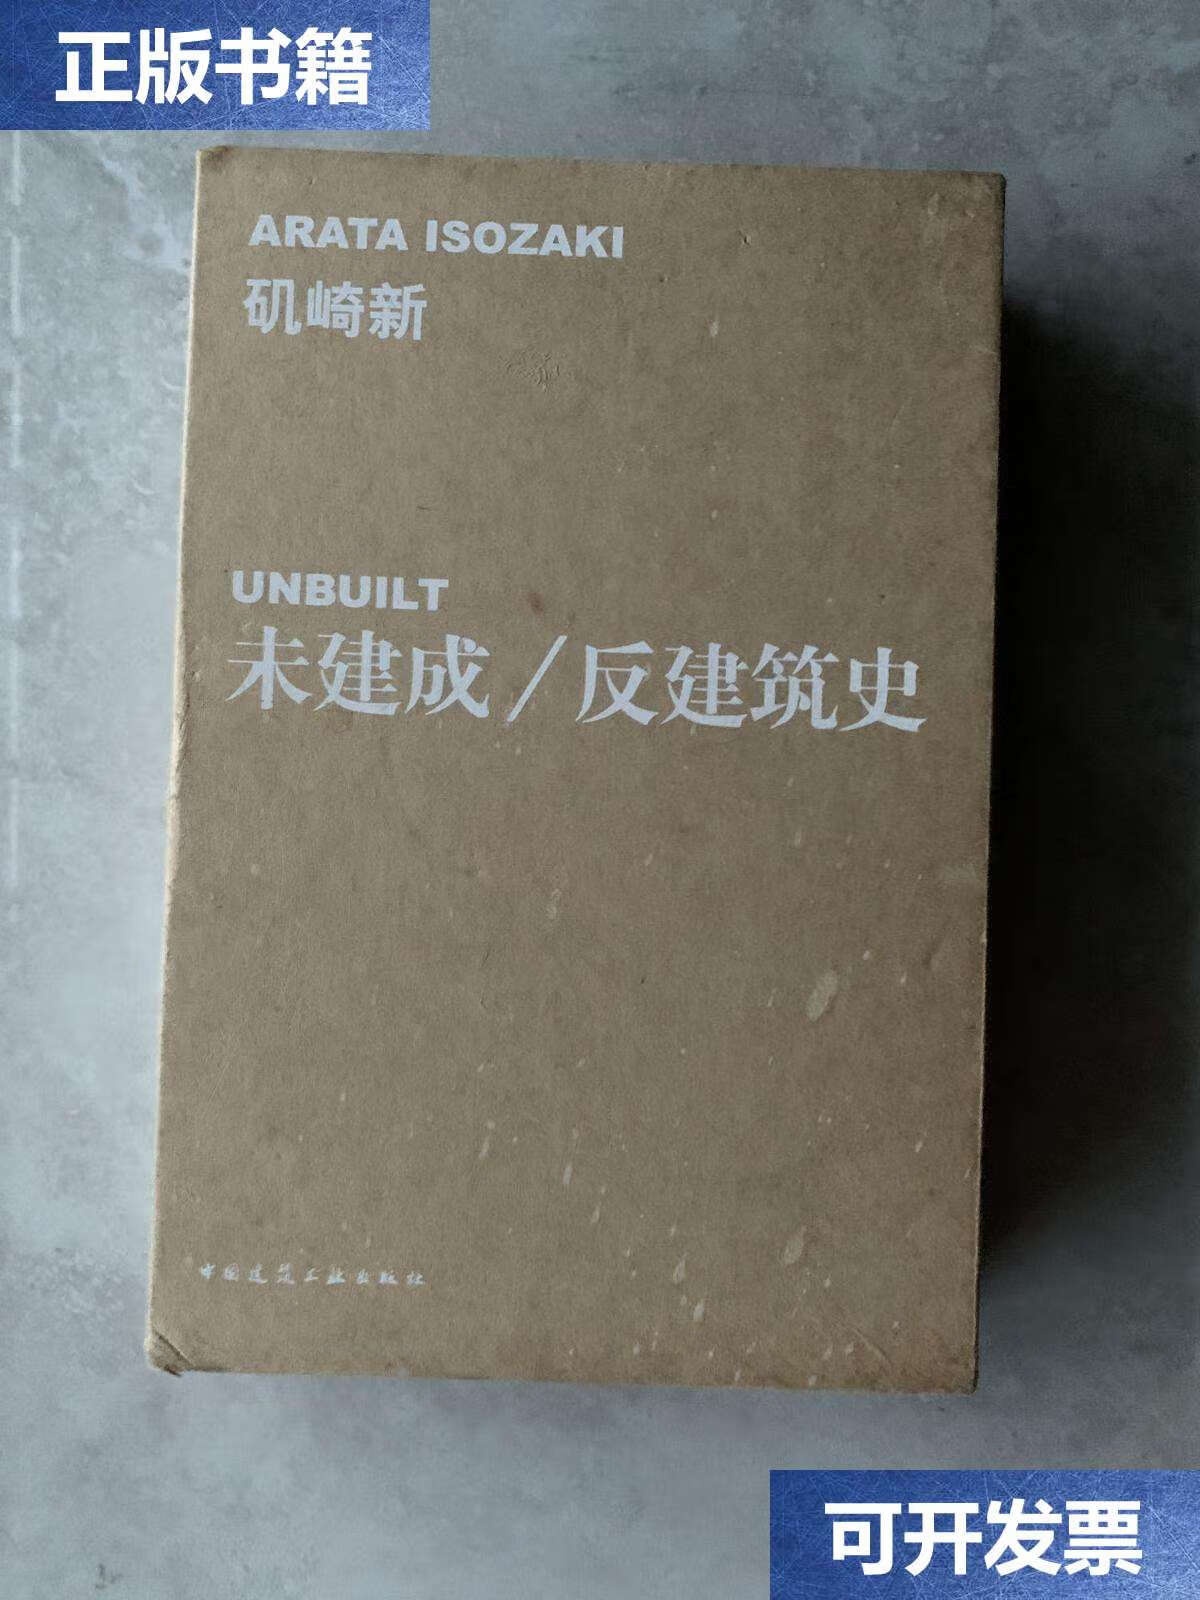 正版书籍
ARATA ISOZAKI
矶崎新
UNBUILT
未建成/反建筑史
中国建筑工业出版社
可开发票